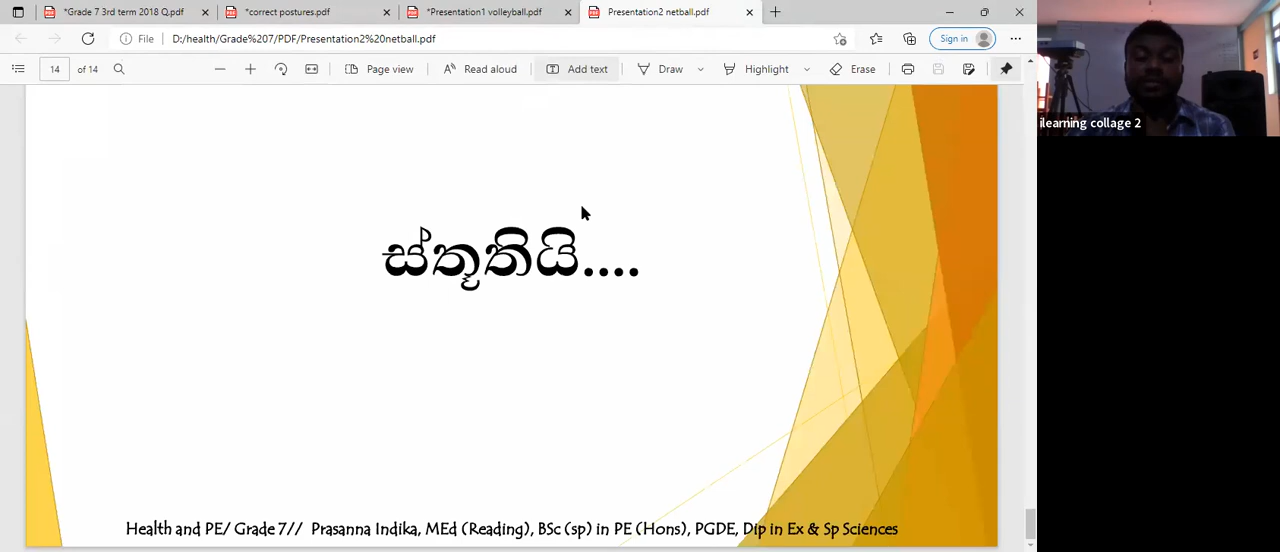 *Grade 7 3rd term 2018 Q.pdf
*correct postures.pdf
*Presentation1 volleyball.pdf
Presentation2 netball.pdf
File
D:/health/Grade%207/PDF/Presentation2%20netball.pdf
Sign in
14 of 14
Page view
Read aloud
Add text
Draw
Highlight
Erase
ilearning collage 2
ස්තූතියි....
Health and PE/ Grade 7// Prasanna Indika, MEd (Reading), BSc (sp) in PE (Hons), PGDE, Dip in Ex & Sp Sciences